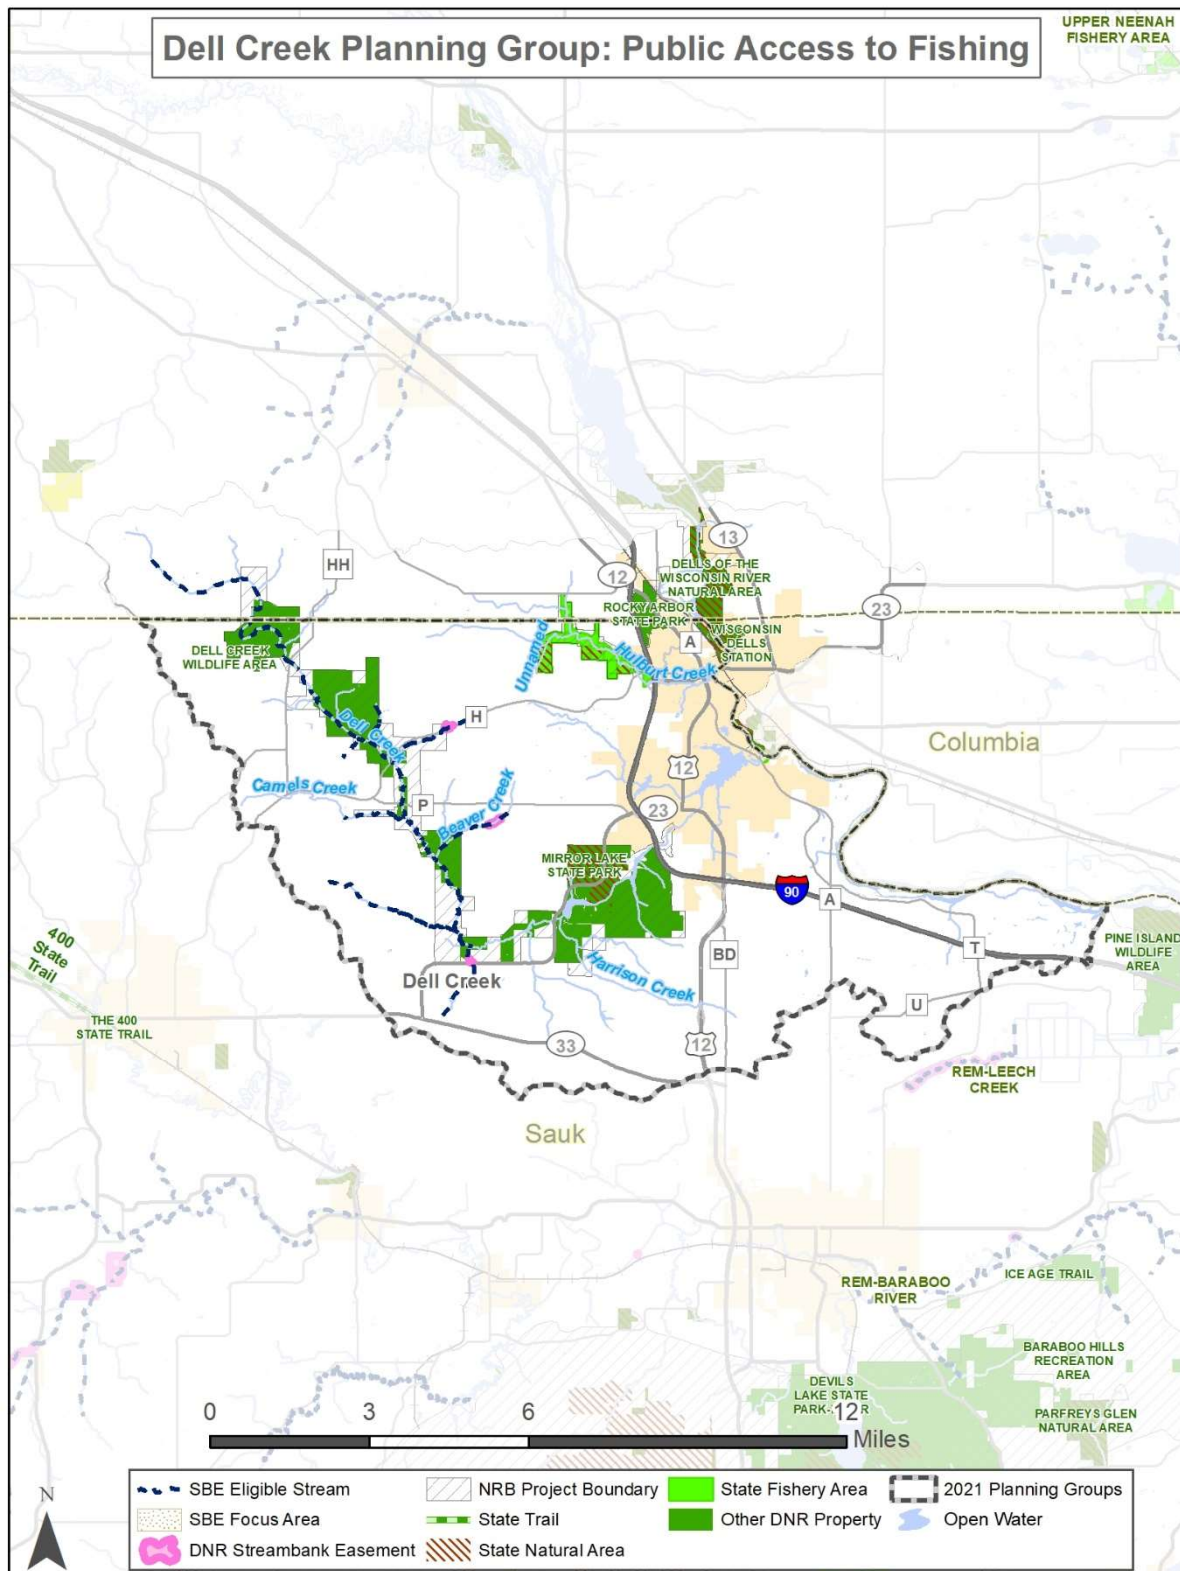 Dell Creek Planning Group: Public Access to Fishing
UPPER NEENAH
FISHERY AREA
13
HH
12
DELLS OF THE
WISCONSIN RIVER
NATURAL AREA
ROCKY ARBOR
STATE PARK
23
WISCONSIN
DELLS
STATION
A
DELL CREEK
WILDLIFE AREA
Unnamed
Hulburt Creek
H
Dell Creek
Columbia
12
Camels Creek
P
Beaver Creek
23
MIRROR LAKE
STATE PARK
90
A
400
State
Trail
T
PINE ISLAND
WILDLIFE
AREA
BD
Harrison Creek
Dell Creek
U
THE 400
STATE TRAIL
33
12
REM-LEECH
CREEK
Sauk
REM-BARABOO
RIVER
ICE AGE TRAIL
BARABOO HILLS
RECREATION
AREA
DEVILS
LAKE STATE
PARFREYS GLEN
NATURAL AREA
0 3 6 12
Miles
N
SBE Eligible Stream
SBE Focus Area
DNR Streambank Easement
NRB Project Boundary
State Trail
State Natural Area
State Fishery Area
Other DNR Property
2021 Planning Groups
Open Water